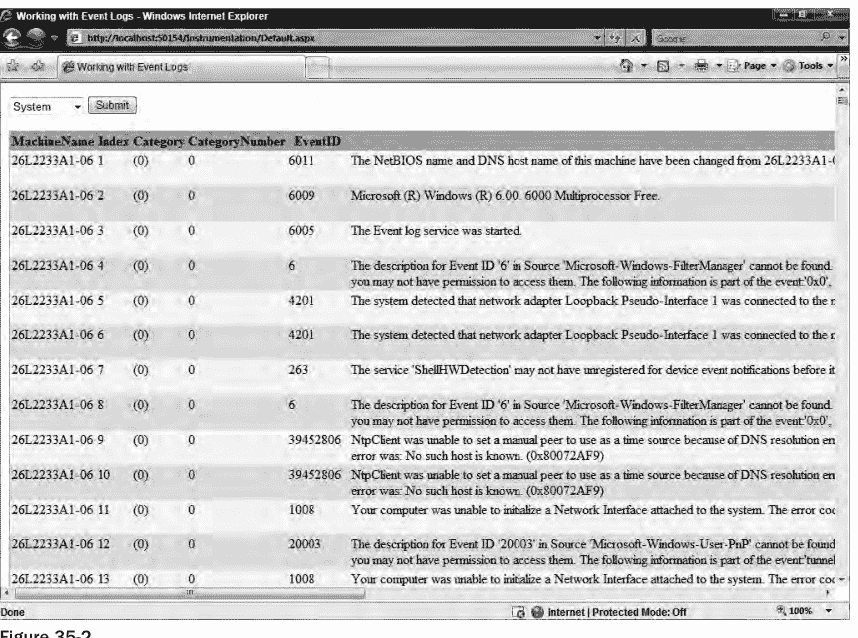 Working with Event Logs - Windows Internet Explorer
http://localhost:50154/Instrumentation/Default.aspx
Google
Working with Event Logs
Page Tools
System Submit
MachineName Index Category CategoryNumber EventID
26L2233A1-06 1 (0) 0 6011 The NetBIOS name and DNS host name of this machine have been changed from 26L2233A1-(
26L2233A1-06 2 (0) 0 6009 Microsoft (R) Windows (R) 6.00. 6000 Multiprocessor Free.
26L2233A1-06 3 (0) 0 6005 The Event log service was started.
26L2233A1-06 4 (0) 0 6 The description for Event ID '6' in Source 'Microsoft-Windows-FilterManager' cannot be found.
you may not have permission to access them. The following information is part of the event:'0x0',
26L2233A1-06 5 (0) 0 4201 The system detected that network adapter Loopback Pseudo-Interface 1 was connected to the
26L2233A1-06 6 (0) 0 4201 The system detected that network adapter Loopback Pseudo-Interface 1 was connected to the
26L2233A1-06 7 (0) 0 263 The service 'ShellHWDetection' may not have unregistered for device event notifications before it
26L2233A1-06 8 (0) 0 6 The description for Event ID '6' in Source 'Microsoft-Windows-FilterManager' cannot be found.
you may not have permission to access them. The following information is part of the event:'0x0',
26L2233A1-06 9 (0) 0 39452806 NtpClient was unable to set a manual peer to use as a time source because of DNS resolution en
error was: No such host is known. (0x80072AF9)
26L2233A1-06 10 (0) 0 39452806 NtpClient was unable to set a manual peer to use as a time source because of DNS resolution en
error was: No such host is known. (0x80072AF9)
26L2233A1-06 11 (0) 0 1008 Your computer was unable to initialize a Network Interface attached to the system. The error coc
26L2233A1-06 12 (0) 0 20003 The description for Event ID '20003' in Source 'Microsoft-Windows-User-PnP' cannot be found
you may not have permission to access them. The following information is part of the event:'tunnel
26L2233A1-06 13 (0) 0 1008 Your computer was unable to initialize a Network Interface attached to the system. The error coc
Done Internet | Protected Mode: Off 100%
Figure 35-2